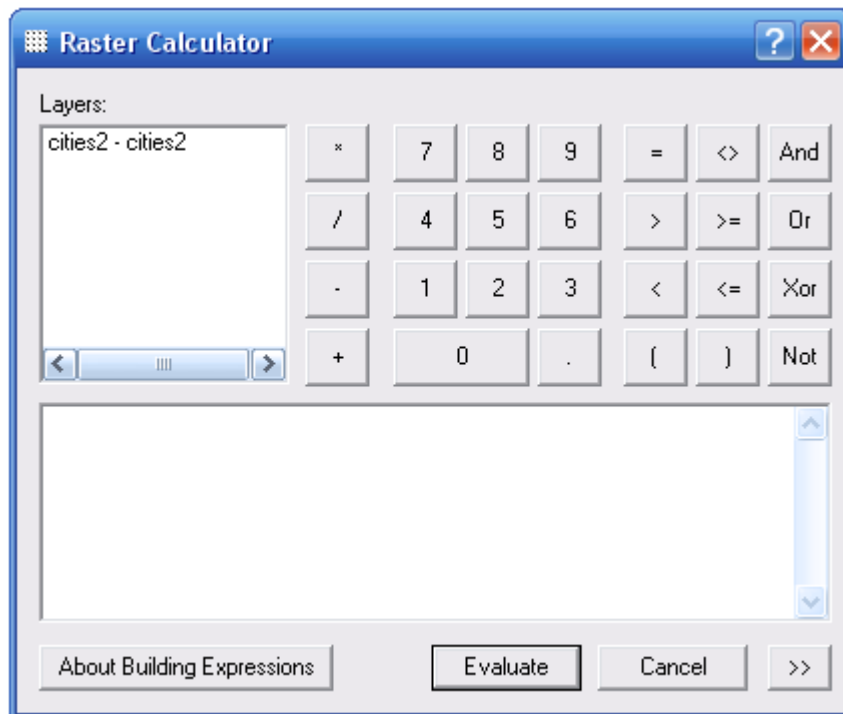 Raster Calculator
Layers:
cities2 - cities2
* 7 8 9 = <> And
/ 4 5 6 > >= Or
- 1 2 3 < <= Xor
+ 0 . ( ) Not
About Building Expressions Evaluate Cancel >>